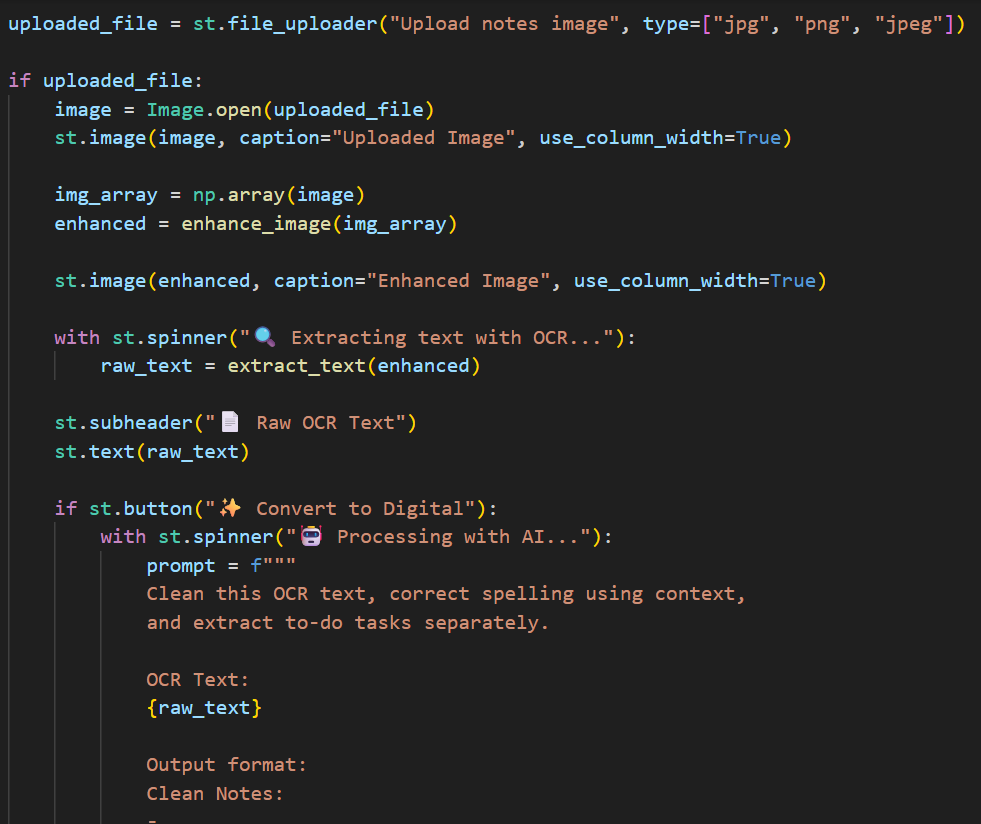 uploaded_file = st.file_uploader("Upload notes image", type=["jpg", "png", "jpeg"])

if uploaded_file:
    image = Image.open(uploaded_file)
    st.image(image, caption="Uploaded Image", use_column_width=True)

    img_array = np.array(image)
    enhanced = enhance_image(img_array)

    st.image(enhanced, caption="Enhanced Image", use_column_width=True)

    with st.spinner("🔍 Extracting text with OCR..."):
        raw_text = extract_text(enhanced)

    st.subheader("📄 Raw OCR Text")
    st.text(raw_text)

    if st.button("✨ Convert to Digital"):
        with st.spinner("🤖 Processing with AI..."):
            prompt = f"""
            Clean this OCR text, correct spelling using context,
            and extract to-do tasks separately.

            OCR Text:
            {raw_text}

            Output format:
            Clean Notes:
            -